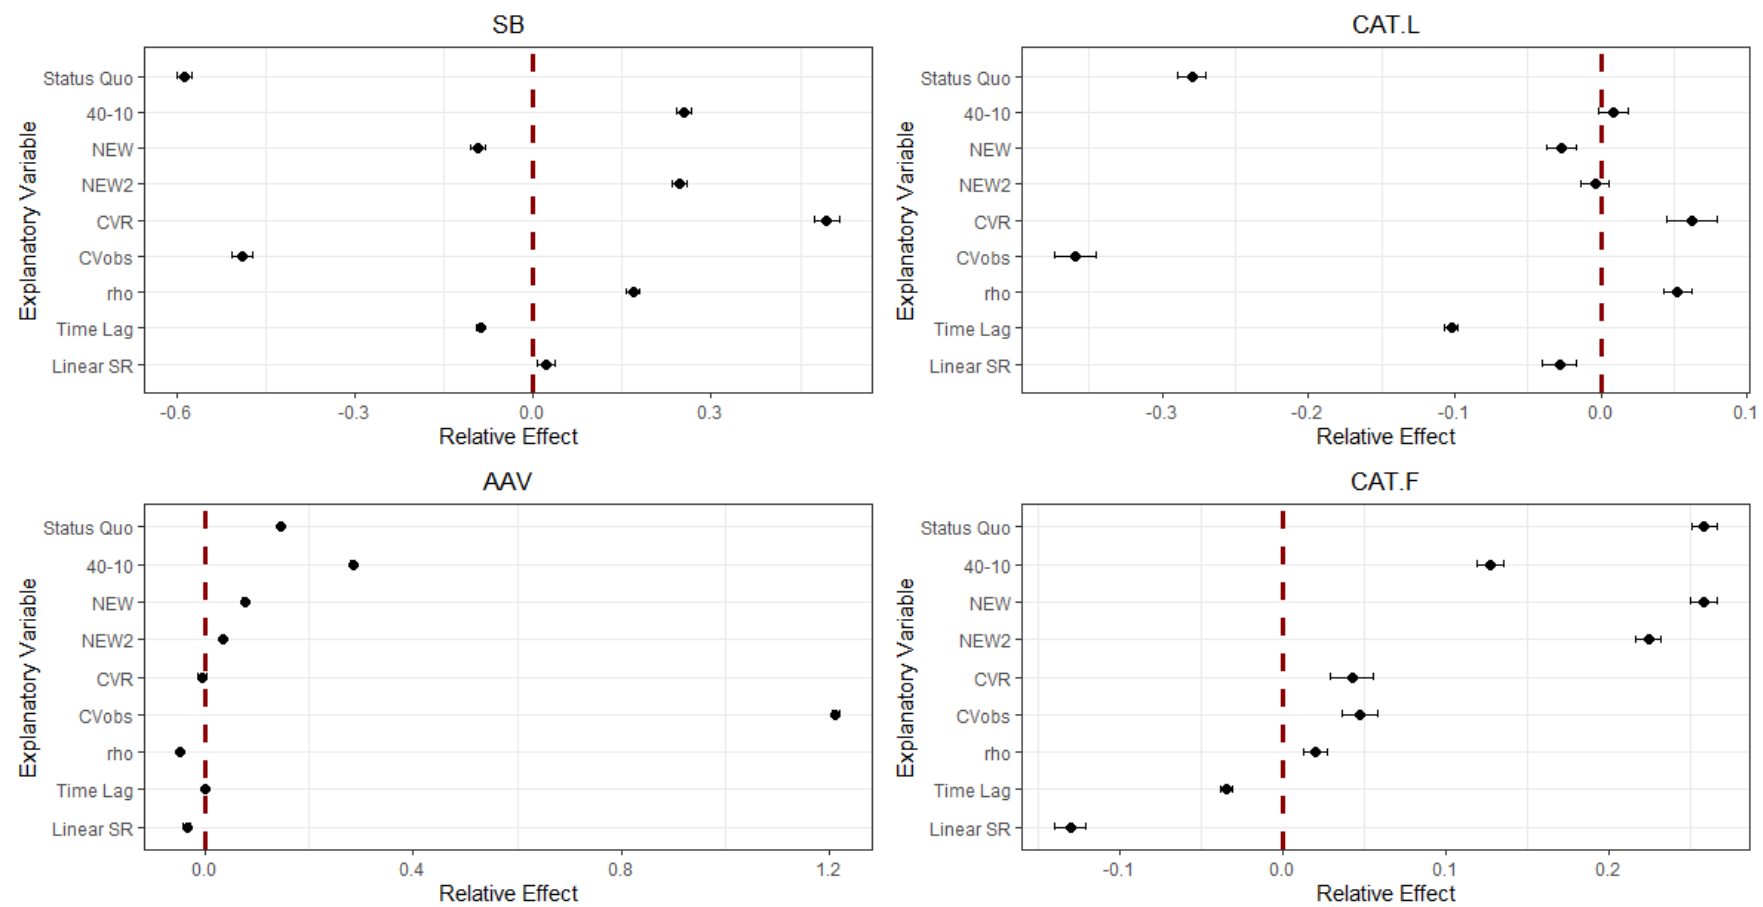 SB
Explanatory Variable
Status Quo
40-10
NEW
NEW2
CVR
CVobs
rho
Time Lag
Linear SR
-0.6 -0.3 0.0 0.3
Relative Effect
CAT.L
Explanatory Variable
Status Quo
40-10
NEW
NEW2
CVR
CVobs
rho
Time Lag
Linear SR
-0.3 -0.2 -0.1 0.0 0.1
Relative Effect
AAV
Explanatory Variable
Status Quo
40-10
NEW
NEW2
CVR
CVobs
rho
Time Lag
Linear SR
0.0 0.4 0.8 1.2
Relative Effect
CAT.F
Explanatory Variable
Status Quo
40-10
NEW
NEW2
CVR
CVobs
rho
Time Lag
Linear SR
-0.1 0.0 0.1 0.2
Relative Effect